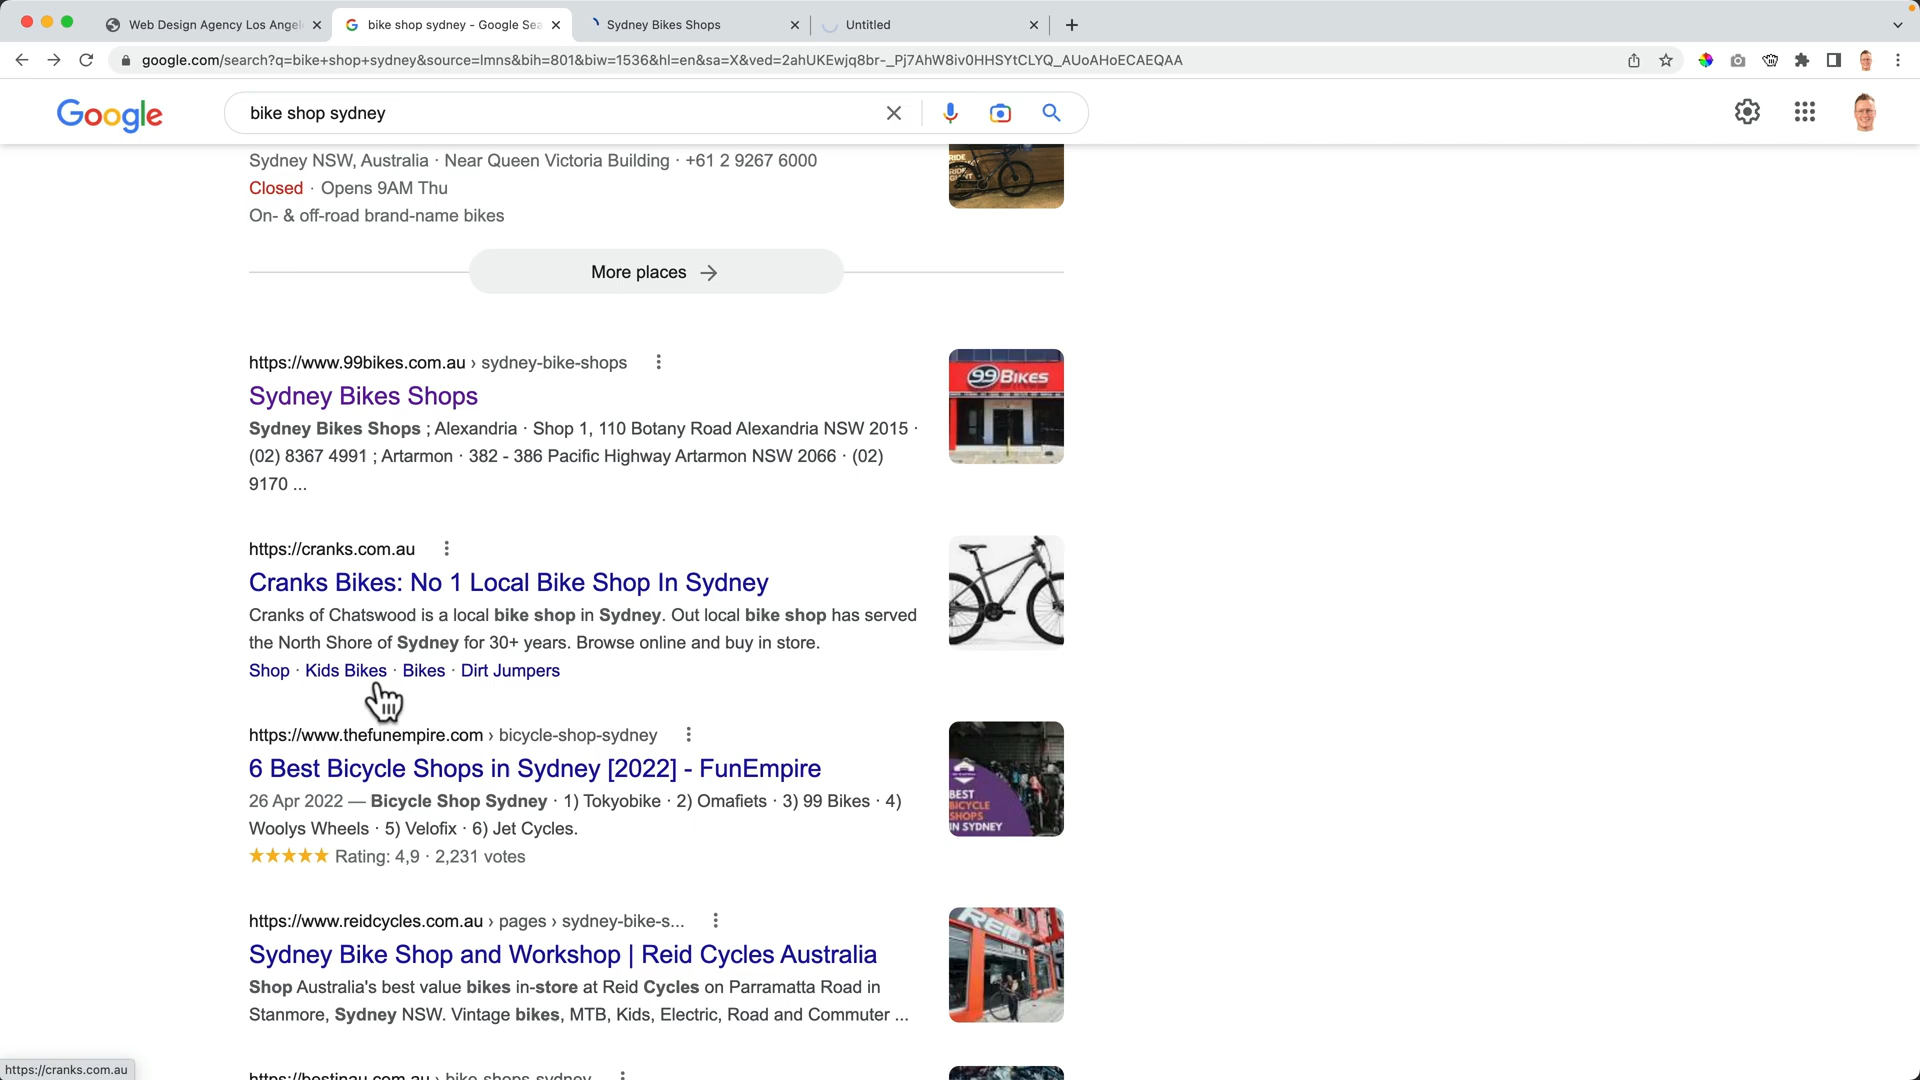 Web Design Agency Los Angel
bike shop sydney - Google Sea
Sydney Bikes Shops
Untitled
google.com/search?q=bike+shop+sydney&source=lmns&bih=801&biw=1536&hl=en&sa=X&ved=2ahUKEwjq8br-_Pj7AhW8iv0HHSYtCLYQ_AUoAHoECAEQAA
Google
bike shop sydney
Sydney NSW, Australia · Near Queen Victoria Building · +61 2 9267 6000
RIDE
Closed · Opens 9AM Thu
On- & off-road brand-name bikes
More places →
https://www.99bikes.com.au › sydney-bike-shops
99 BIKES
Sydney Bikes Shops
Sydney Bikes Shops ; Alexandria · Shop 1, 110 Botany Road Alexandria NSW 2015 ·
(02) 8367 4991 ; Artarmon · 382 - 386 Pacific Highway Artarmon NSW 2066 · (02)
9170 ...
https://cranks.com.au
Cranks Bikes: No 1 Local Bike Shop In Sydney
Cranks of Chatswood is a local bike shop in Sydney. Out local bike shop has served
the North Shore of Sydney for 30+ years. Browse online and buy in store.
Shop · Kids Bikes · Bikes · Dirt Jumpers
https://www.thefunempire.com › bicycle-shop-sydney
6 Best Bicycle Shops in Sydney [2022] - FunEmpire
26 Apr 2022 — Bicycle Shop Sydney · 1) Tokyobike · 2) Omafiets · 3) 99 Bikes · 4)
Woolys Wheels · 5) Velofix · 6) Jet Cycles.
Rating: 4,9 · 2,231 votes
BEST
BICYCLE
SHOPS
IN SYDNEY
https://www.reidcycles.com.au › pages › sydney-bike-s...
REID
Sydney Bike Shop and Workshop | Reid Cycles Australia
Shop Australia's best value bikes in-store at Reid Cycles on Parramatta Road in
Stanmore, Sydney NSW. Vintage bikes, MTB, Kids, Electric, Road and Commuter ...
https://bestinau.com.au › bike-shops-sydney
https://cranks.com.au